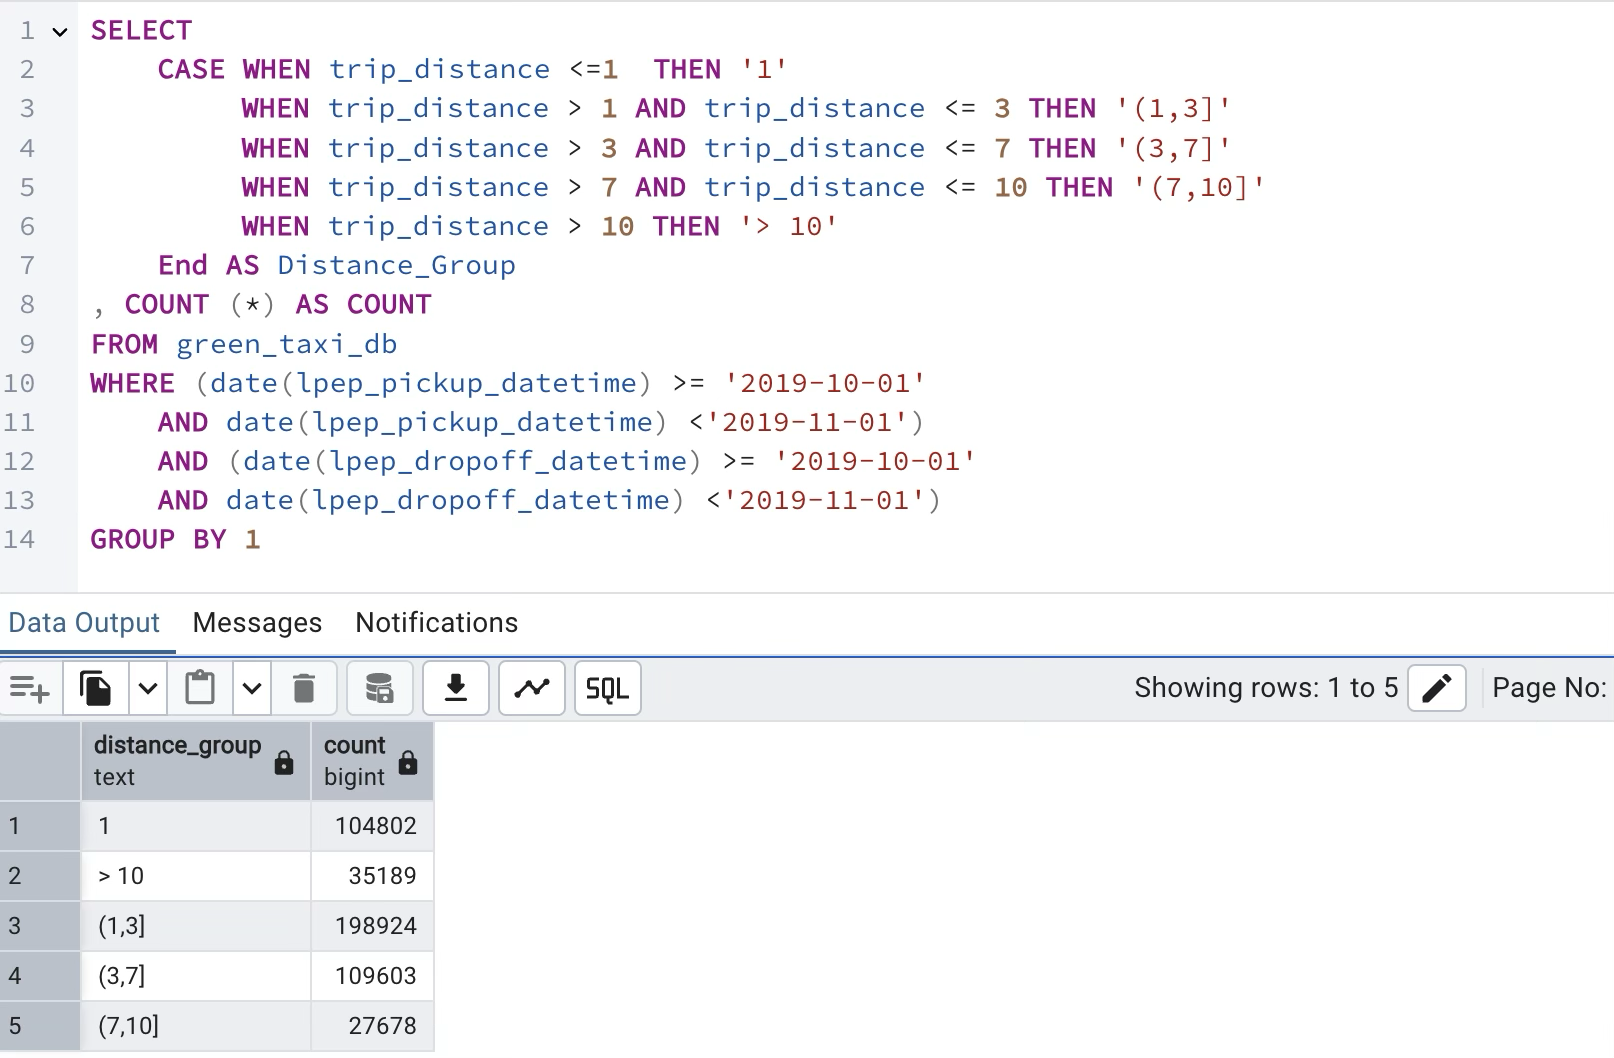 1 SELECT
2 CASE WHEN trip_distance <=1 THEN '1'
3 WHEN trip_distance > 1 AND trip_distance <= 3 THEN '(1,3]'
4 WHEN trip_distance > 3 AND trip_distance <= 7 THEN '(3,7]'
5 WHEN trip_distance > 7 AND trip_distance <= 10 THEN '(7,10]'
6 WHEN trip_distance > 10 THEN '> 10'
7 End AS Distance_Group
8 , COUNT (*) AS COUNT
9 FROM green_taxi_db
10 WHERE (date(lpep_pickup_datetime) >= '2019-10-01'
11 AND date(lpep_pickup_datetime) <'2019-11-01')
12 AND (date(lpep_dropoff_datetime) >= '2019-10-01'
13 AND date(lpep_dropoff_datetime) <'2019-11-01')
14 GROUP BY 1
Data Output Messages Notifications
SQL Showing rows: 1 to 5 Page No:
distance_group count
text bigint
1 1 104802
2 > 10 35189
3 (1,3] 198924
4 (3,7] 109603
5 (7,10] 27678